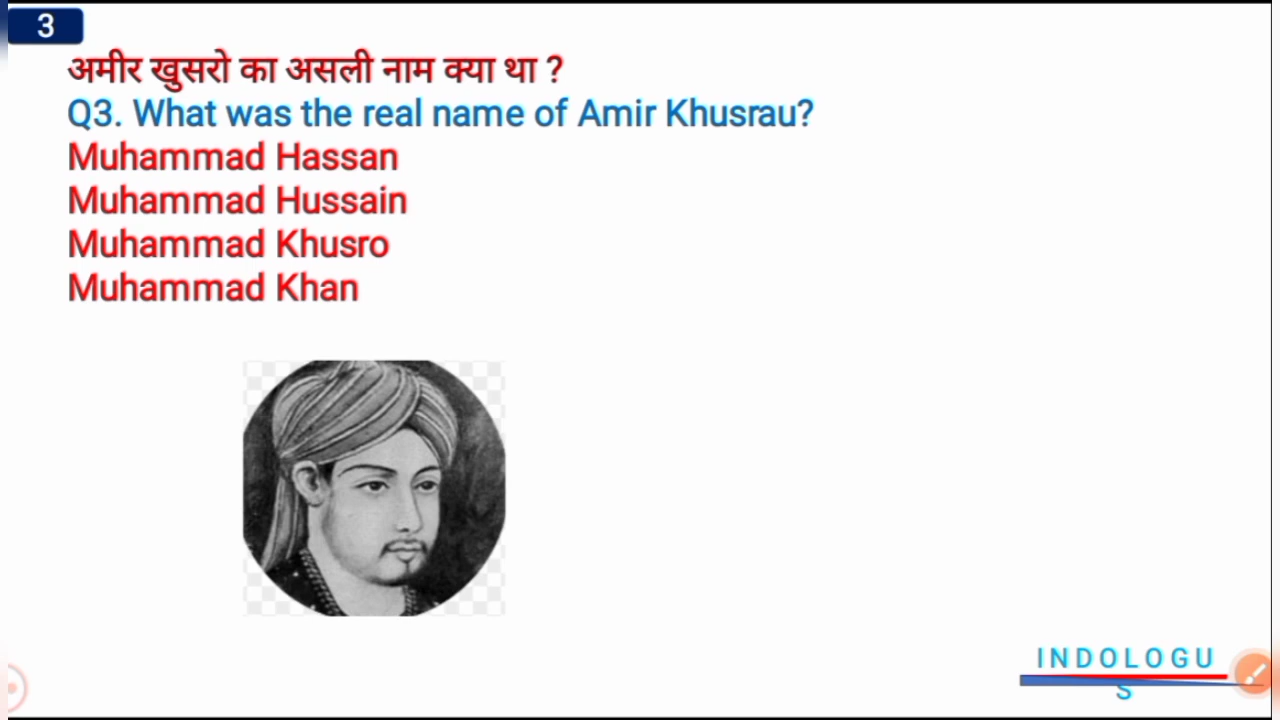 3
अमीर खुसरो का असली नाम क्या था ?
Q3. What was the real name of Amir Khusrau?
Muhammad Hassan
Muhammad Hussain
Muhammad Khusro
Muhammad Khan
INDOLOGU
S